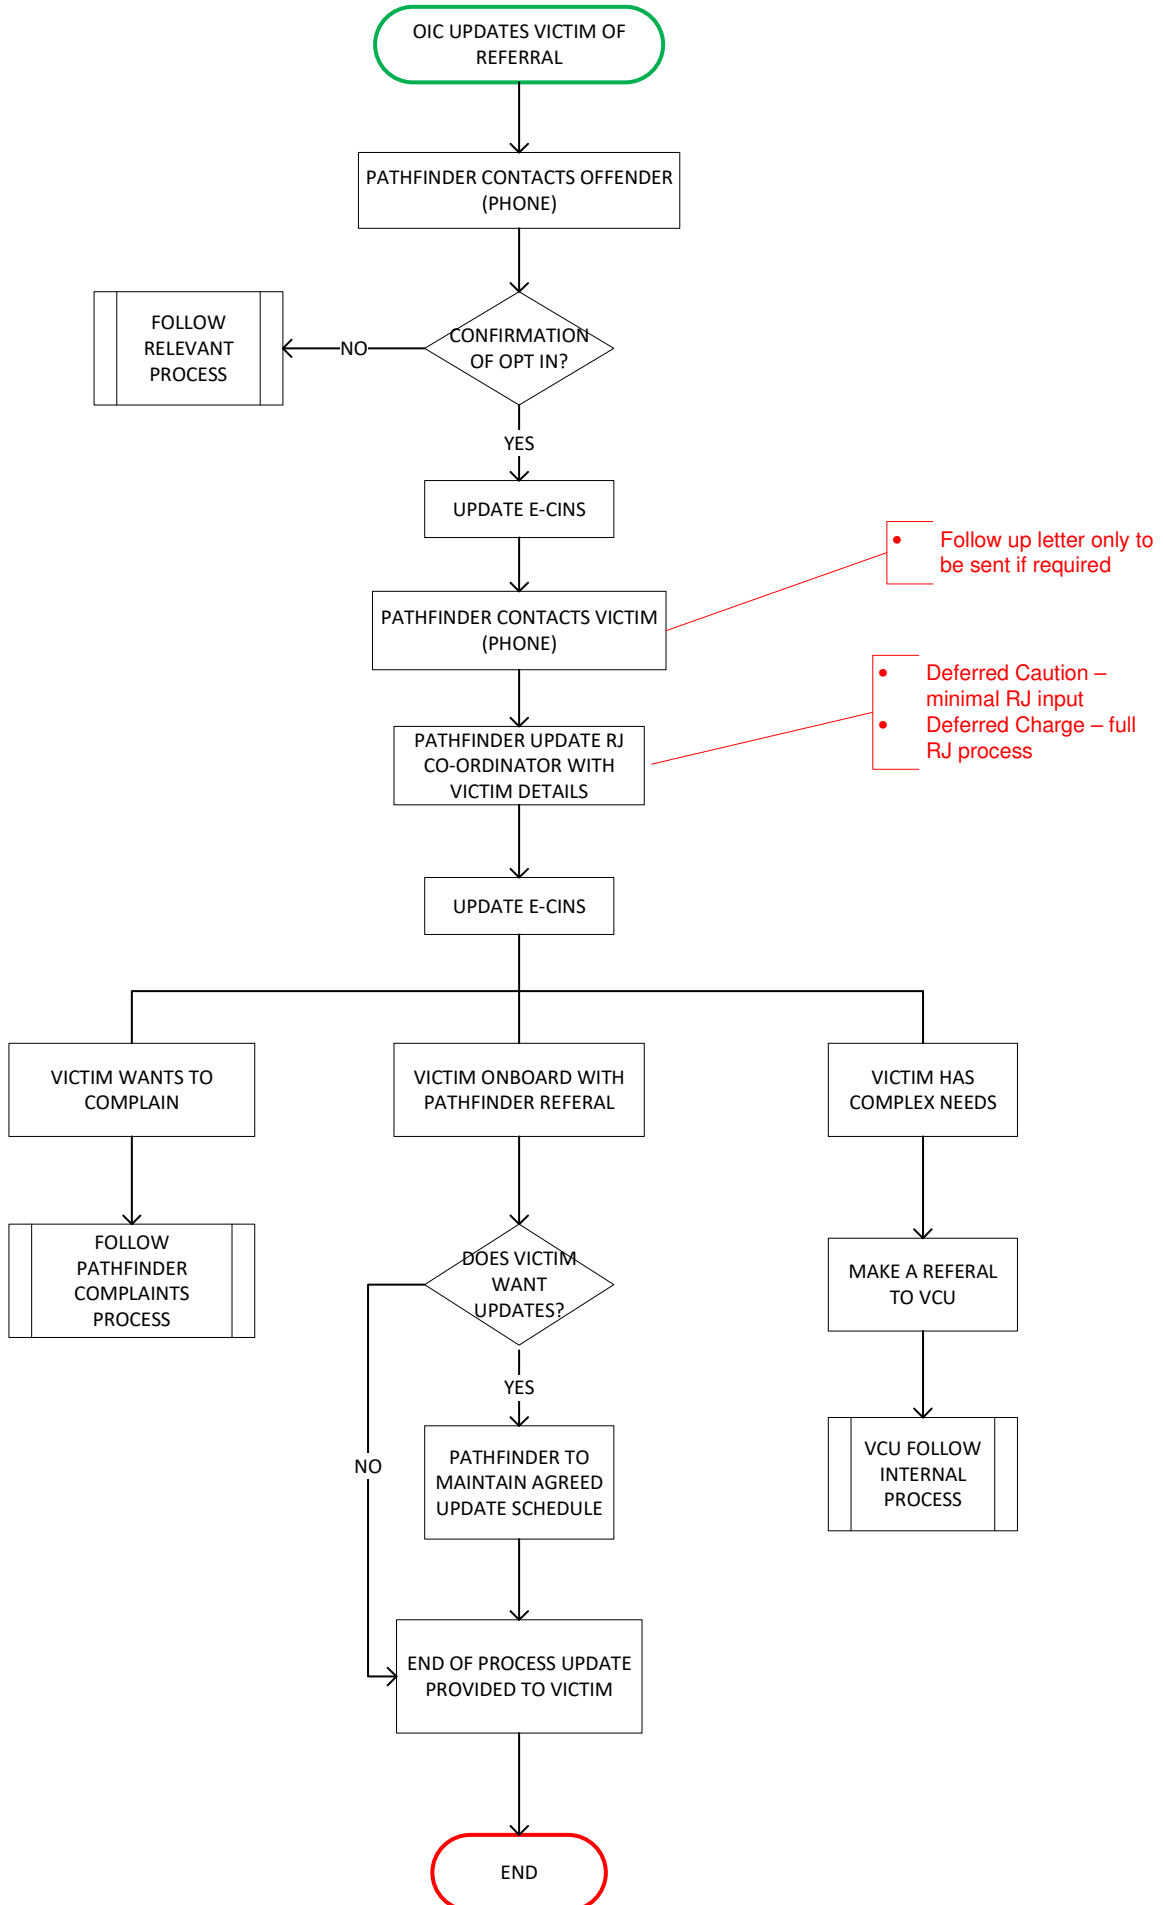 OIC UPDATES VICTIM OF
REFERRAL
PATHFINDER CONTACTS OFFENDER
(PHONE)
FOLLOW
RELEVANT
PROCESS
NO
CONFIRMATION
OF OPT IN?
YES
UPDATE E-CINS
• Follow up letter only to
be sent if required
PATHFINDER CONTACTS VICTIM
(PHONE)
• Deferred Caution –
minimal RJ input
• Deferred Charge – full
RJ process
PATHFINDER UPDATE RJ
CO-ORDINATOR WITH
VICTIM DETAILS
UPDATE E-CINS
VICTIM WANTS TO
COMPLAIN
VICTIM ONBOARD WITH
PATHFINDER REFERAL
VICTIM HAS
COMPLEX NEEDS
FOLLOW
PATHFINDER
COMPLAINTS
PROCESS
DOES VICTIM
WANT
UPDATES?
MAKE A REFERAL
TO VCU
YES
NO
PATHFINDER TO
MAINTAIN AGREED
UPDATE SCHEDULE
VCU FOLLOW
INTERNAL
PROCESS
END OF PROCESS UPDATE
PROVIDED TO VICTIM
END